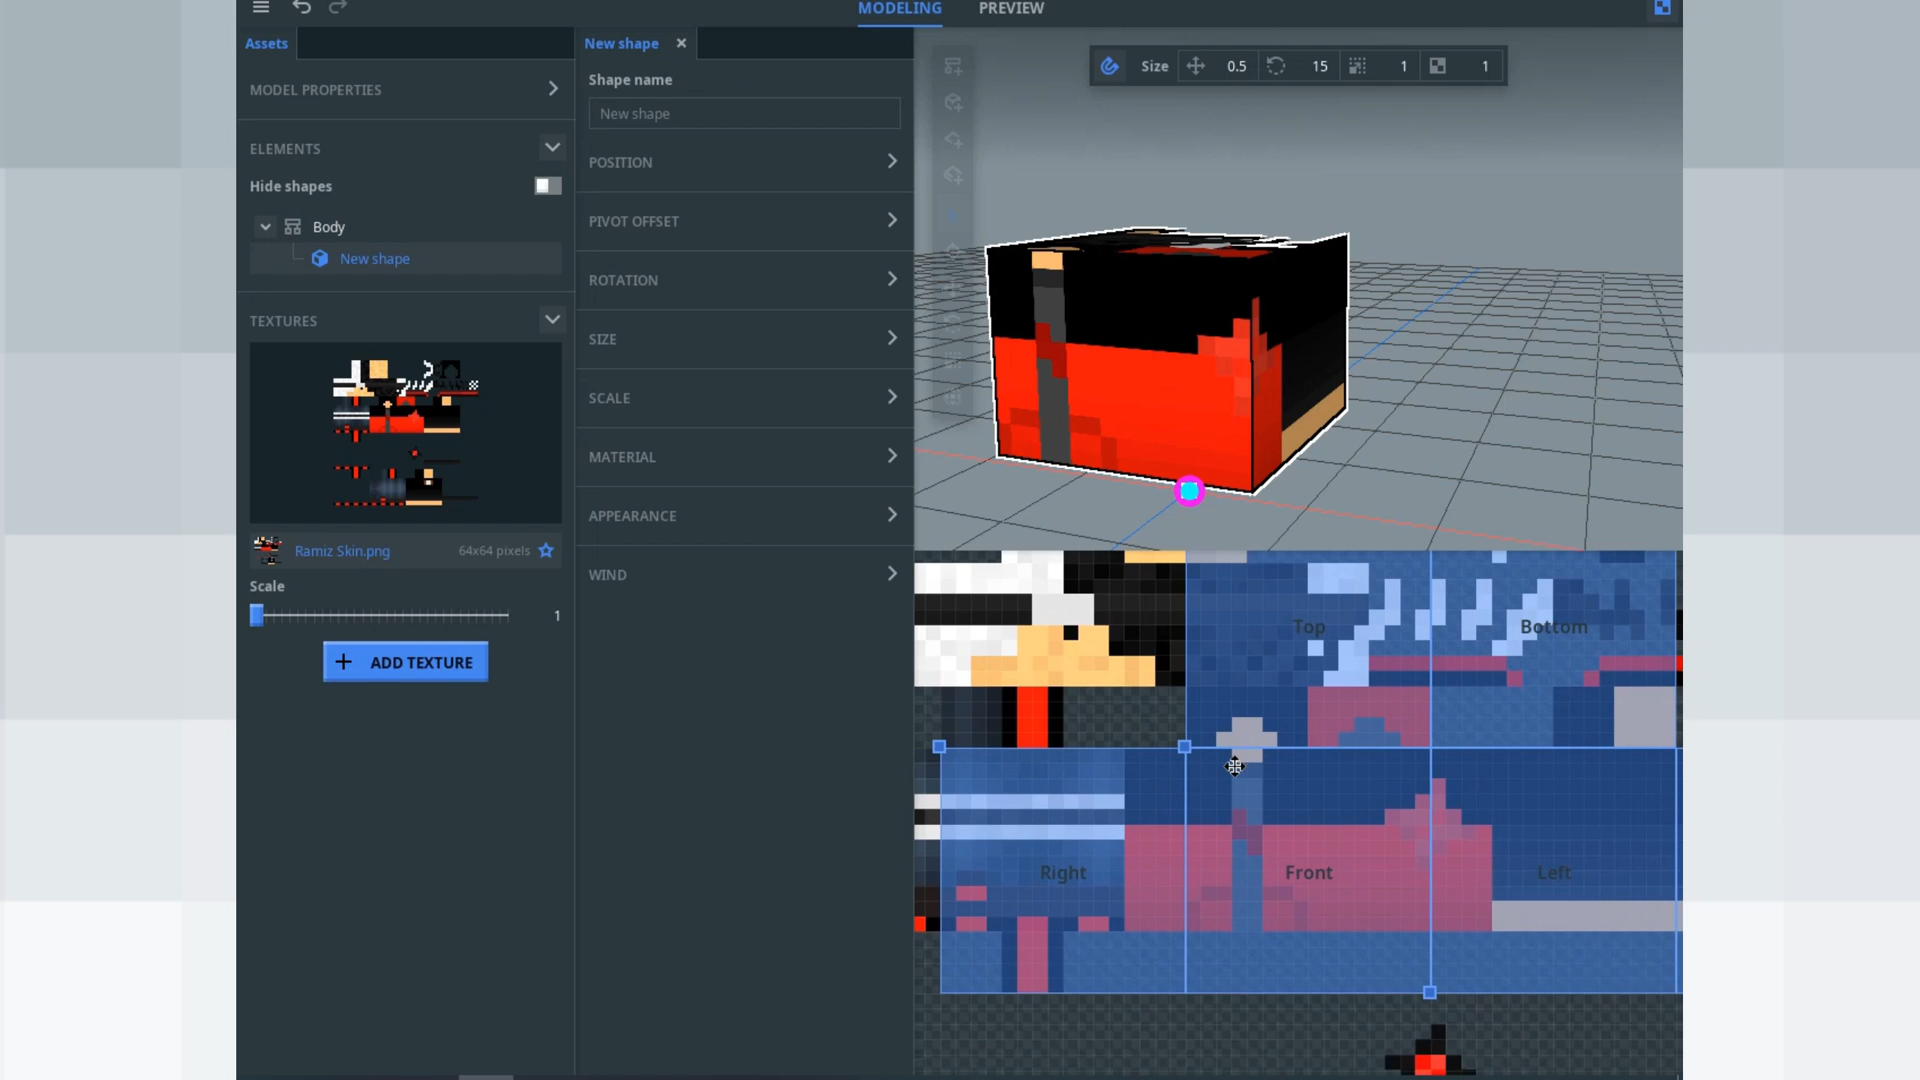 MODELING
PREVIEW
Assets
MODEL PROPERTIES
ELEMENTS
Hide shapes
Body
New shape
TEXTURES
Ramiz Skin.png
64x64 pixels
Scale
1
ADD TEXTURE
New shape
Shape name
New shape
POSITION
PIVOT OFFSET
ROTATION
SIZE
SCALE
MATERIAL
APPEARANCE
WIND
Size
0.5
15
1
1
Top
Bottom
Right
Front
Left